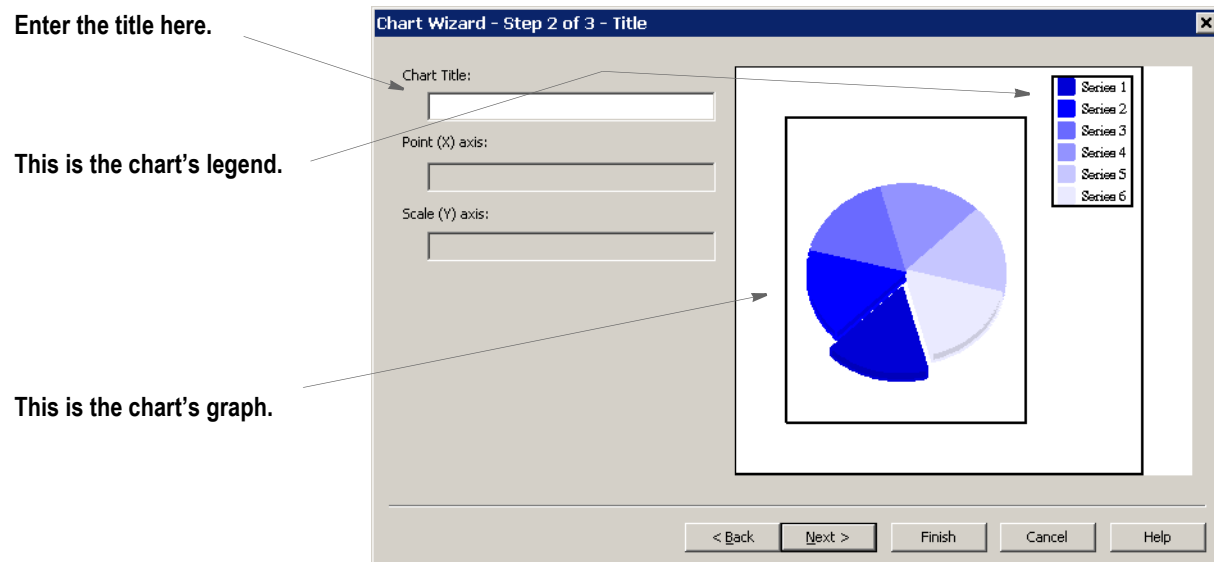 Enter the title here.
This is the chart’s legend.
This is the chart’s graph.
Chart Wizard - Step 2 of 3 - Title
Chart Title:
Point (X) axis:
Scale (Y) axis:
Series 1
Series 2
Series 3
Series 4
Series 5
Series 6
< Back
Next >
Finish
Cancel
Help